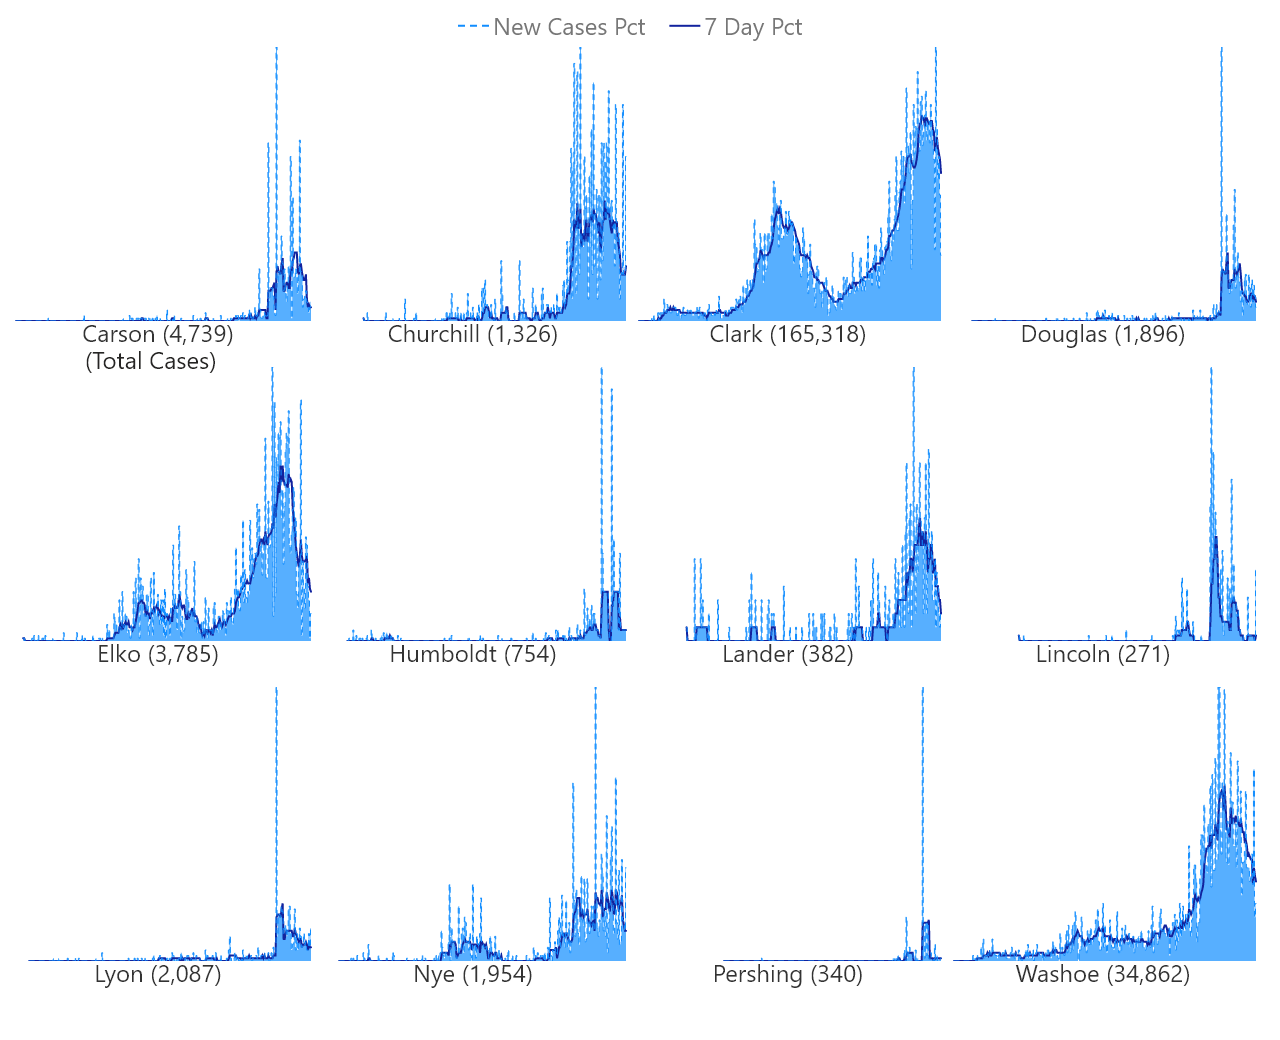 New Cases Pct 7 Day Pct
Carson (4,739) Churchill (1,326) Clark (165,318) Douglas (1,896)
(Total Cases)
Elko (3,785) Humboldt (754) Lander (382) Lincoln (271)
Lyon (2,087) Nye (1,954) Pershing (340) Washoe (34,862)